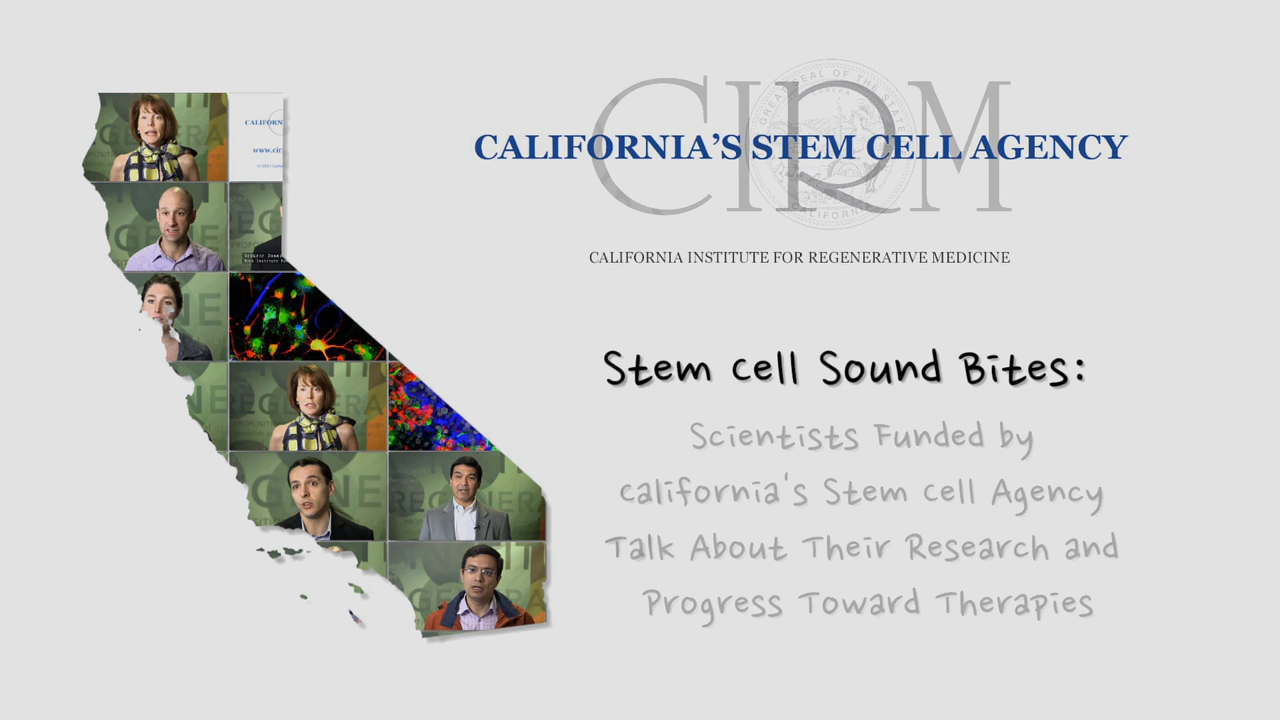 CIRM
CALIFORNIA'S STEM CELL AGENCY
CALIFORNIA INSTITUTE FOR REGENERATIVE MEDICINE
Stem Cell Sound Bites:
Scientists Funded by
California's Stem Cell Agency
Talk About Their Research and
Progress Toward Therapies